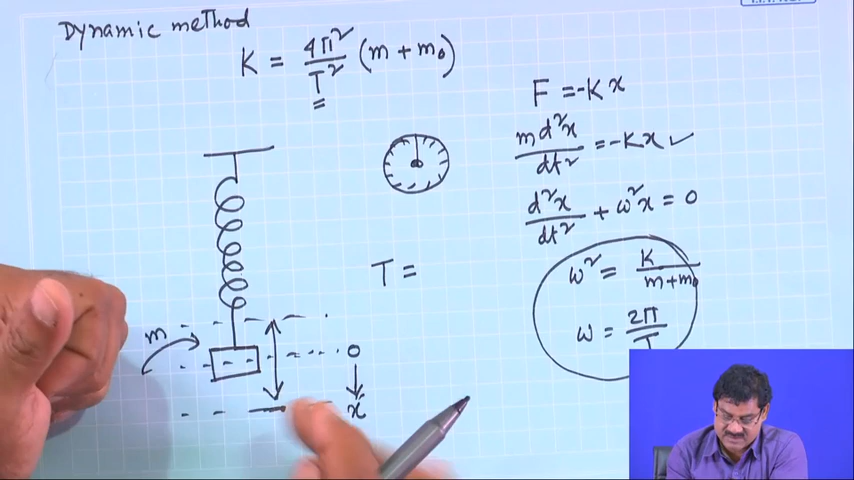 Dynamic method
K = 4π²/T² (m + m₀)
F = -Kx
m d²x/dt² = -Kx ✓
d²x/dt² + ω²x = 0
T =
ω² = K/m+m₀
ω = 2π/T
m
0
x